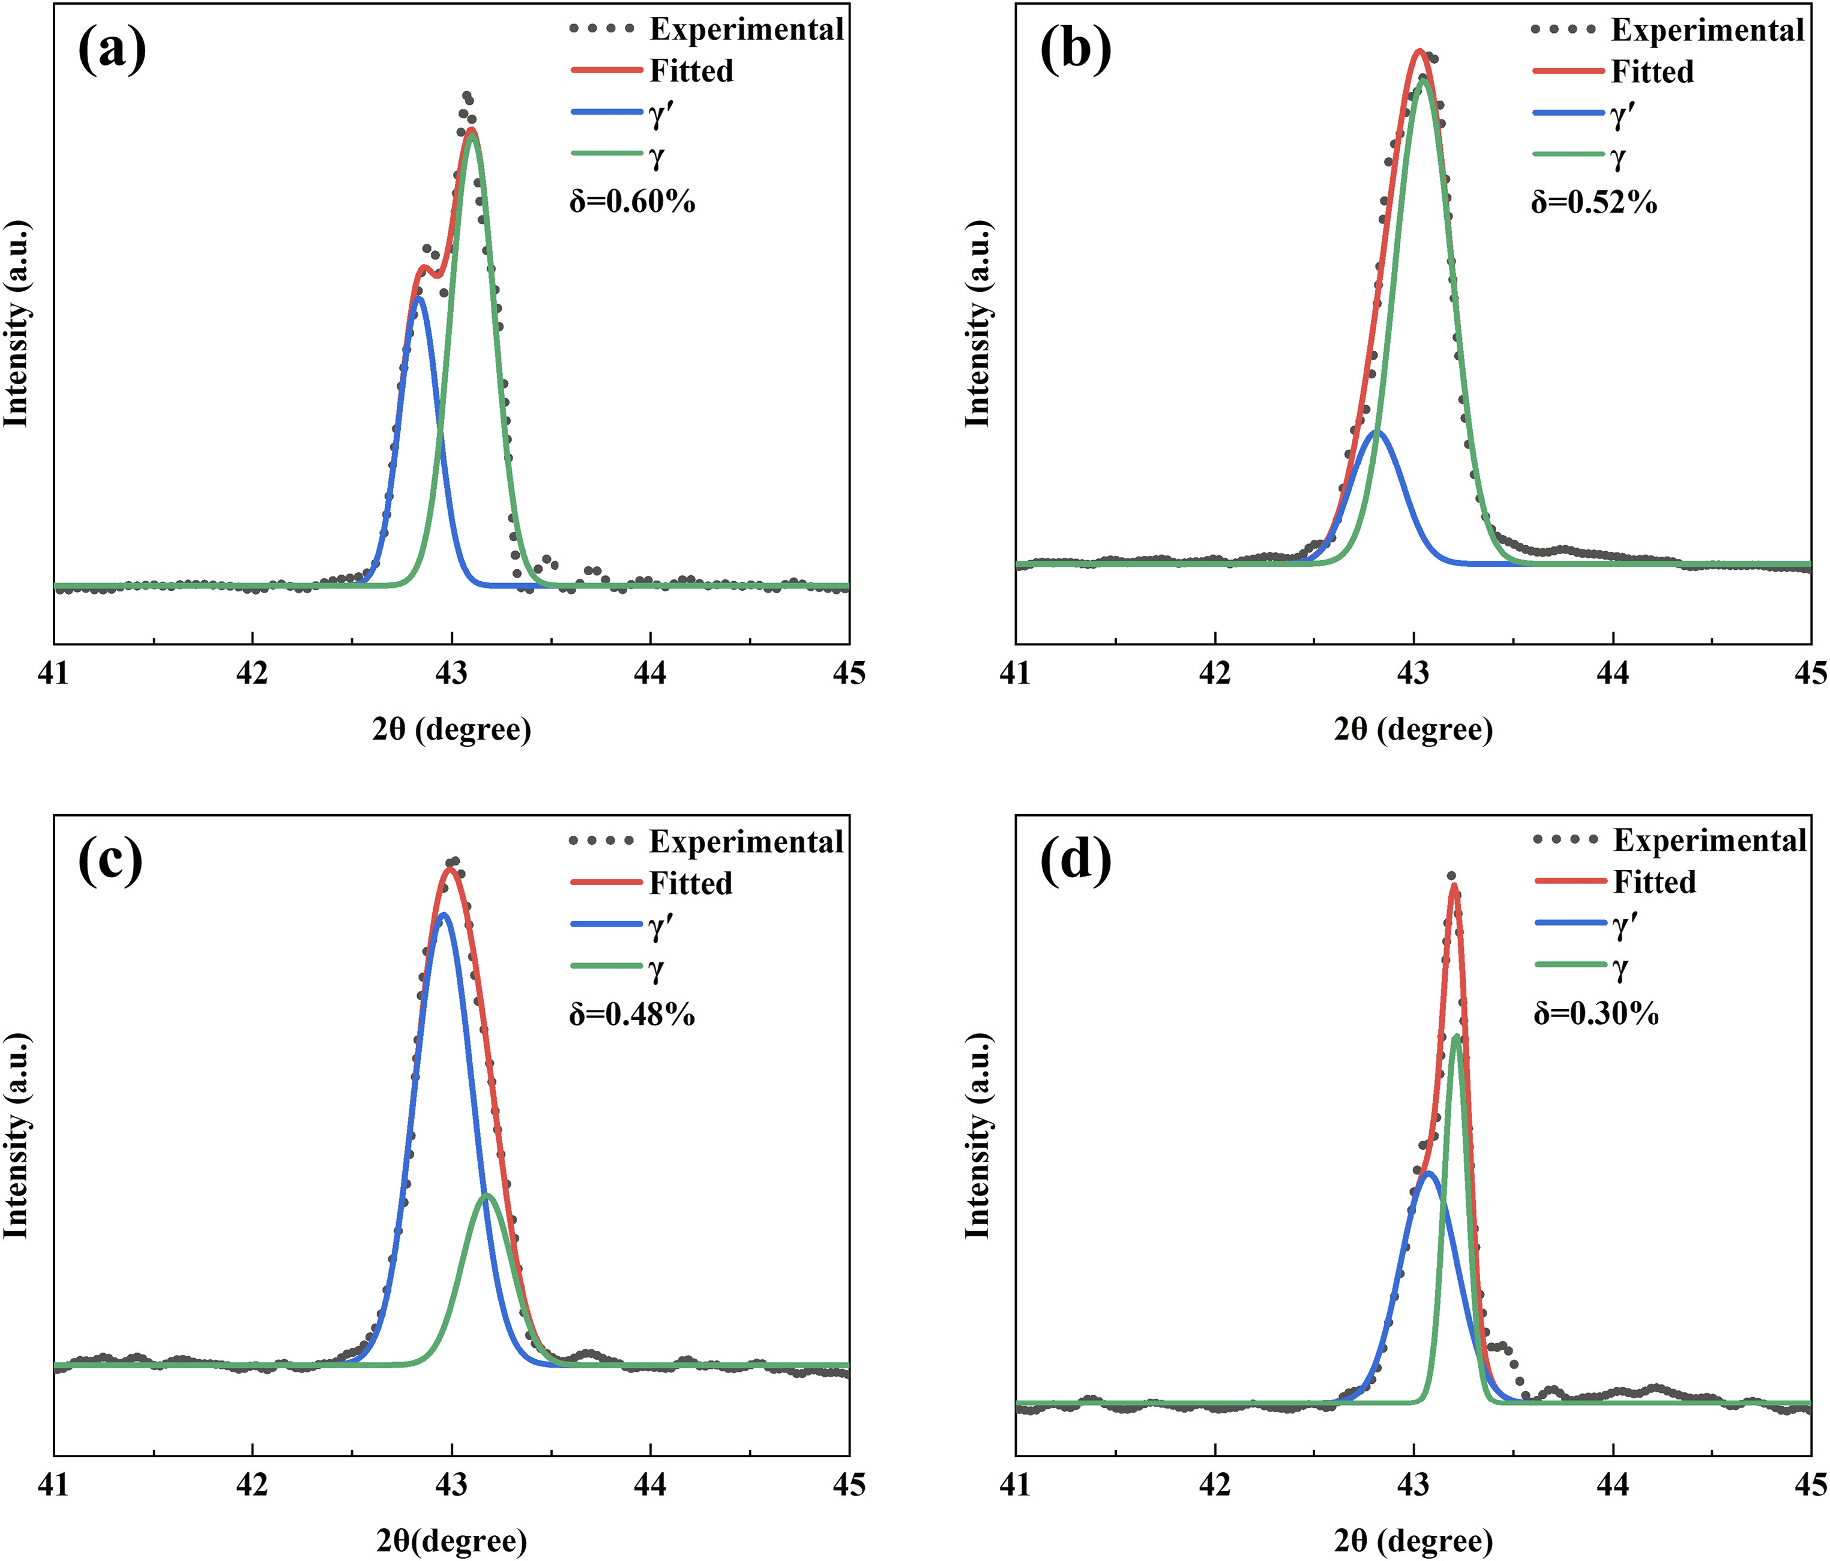 (a)
Experimental
Fitted
γ′
γ
δ=0.60%
Intensity (a.u.)
41 42 43 44 45
2θ (degree)
(b)
Experimental
Fitted
γ′
γ
δ=0.52%
Intensity (a.u.)
41 42 43 44 45
2θ (degree)
(c)
Experimental
Fitted
γ′
γ
δ=0.48%
Intensity (a.u.)
41 42 43 44 45
2θ(degree)
(d)
Experimental
Fitted
γ′
γ
δ=0.30%
Intensity (a.u.)
41 42 43 44 45
2θ (degree)